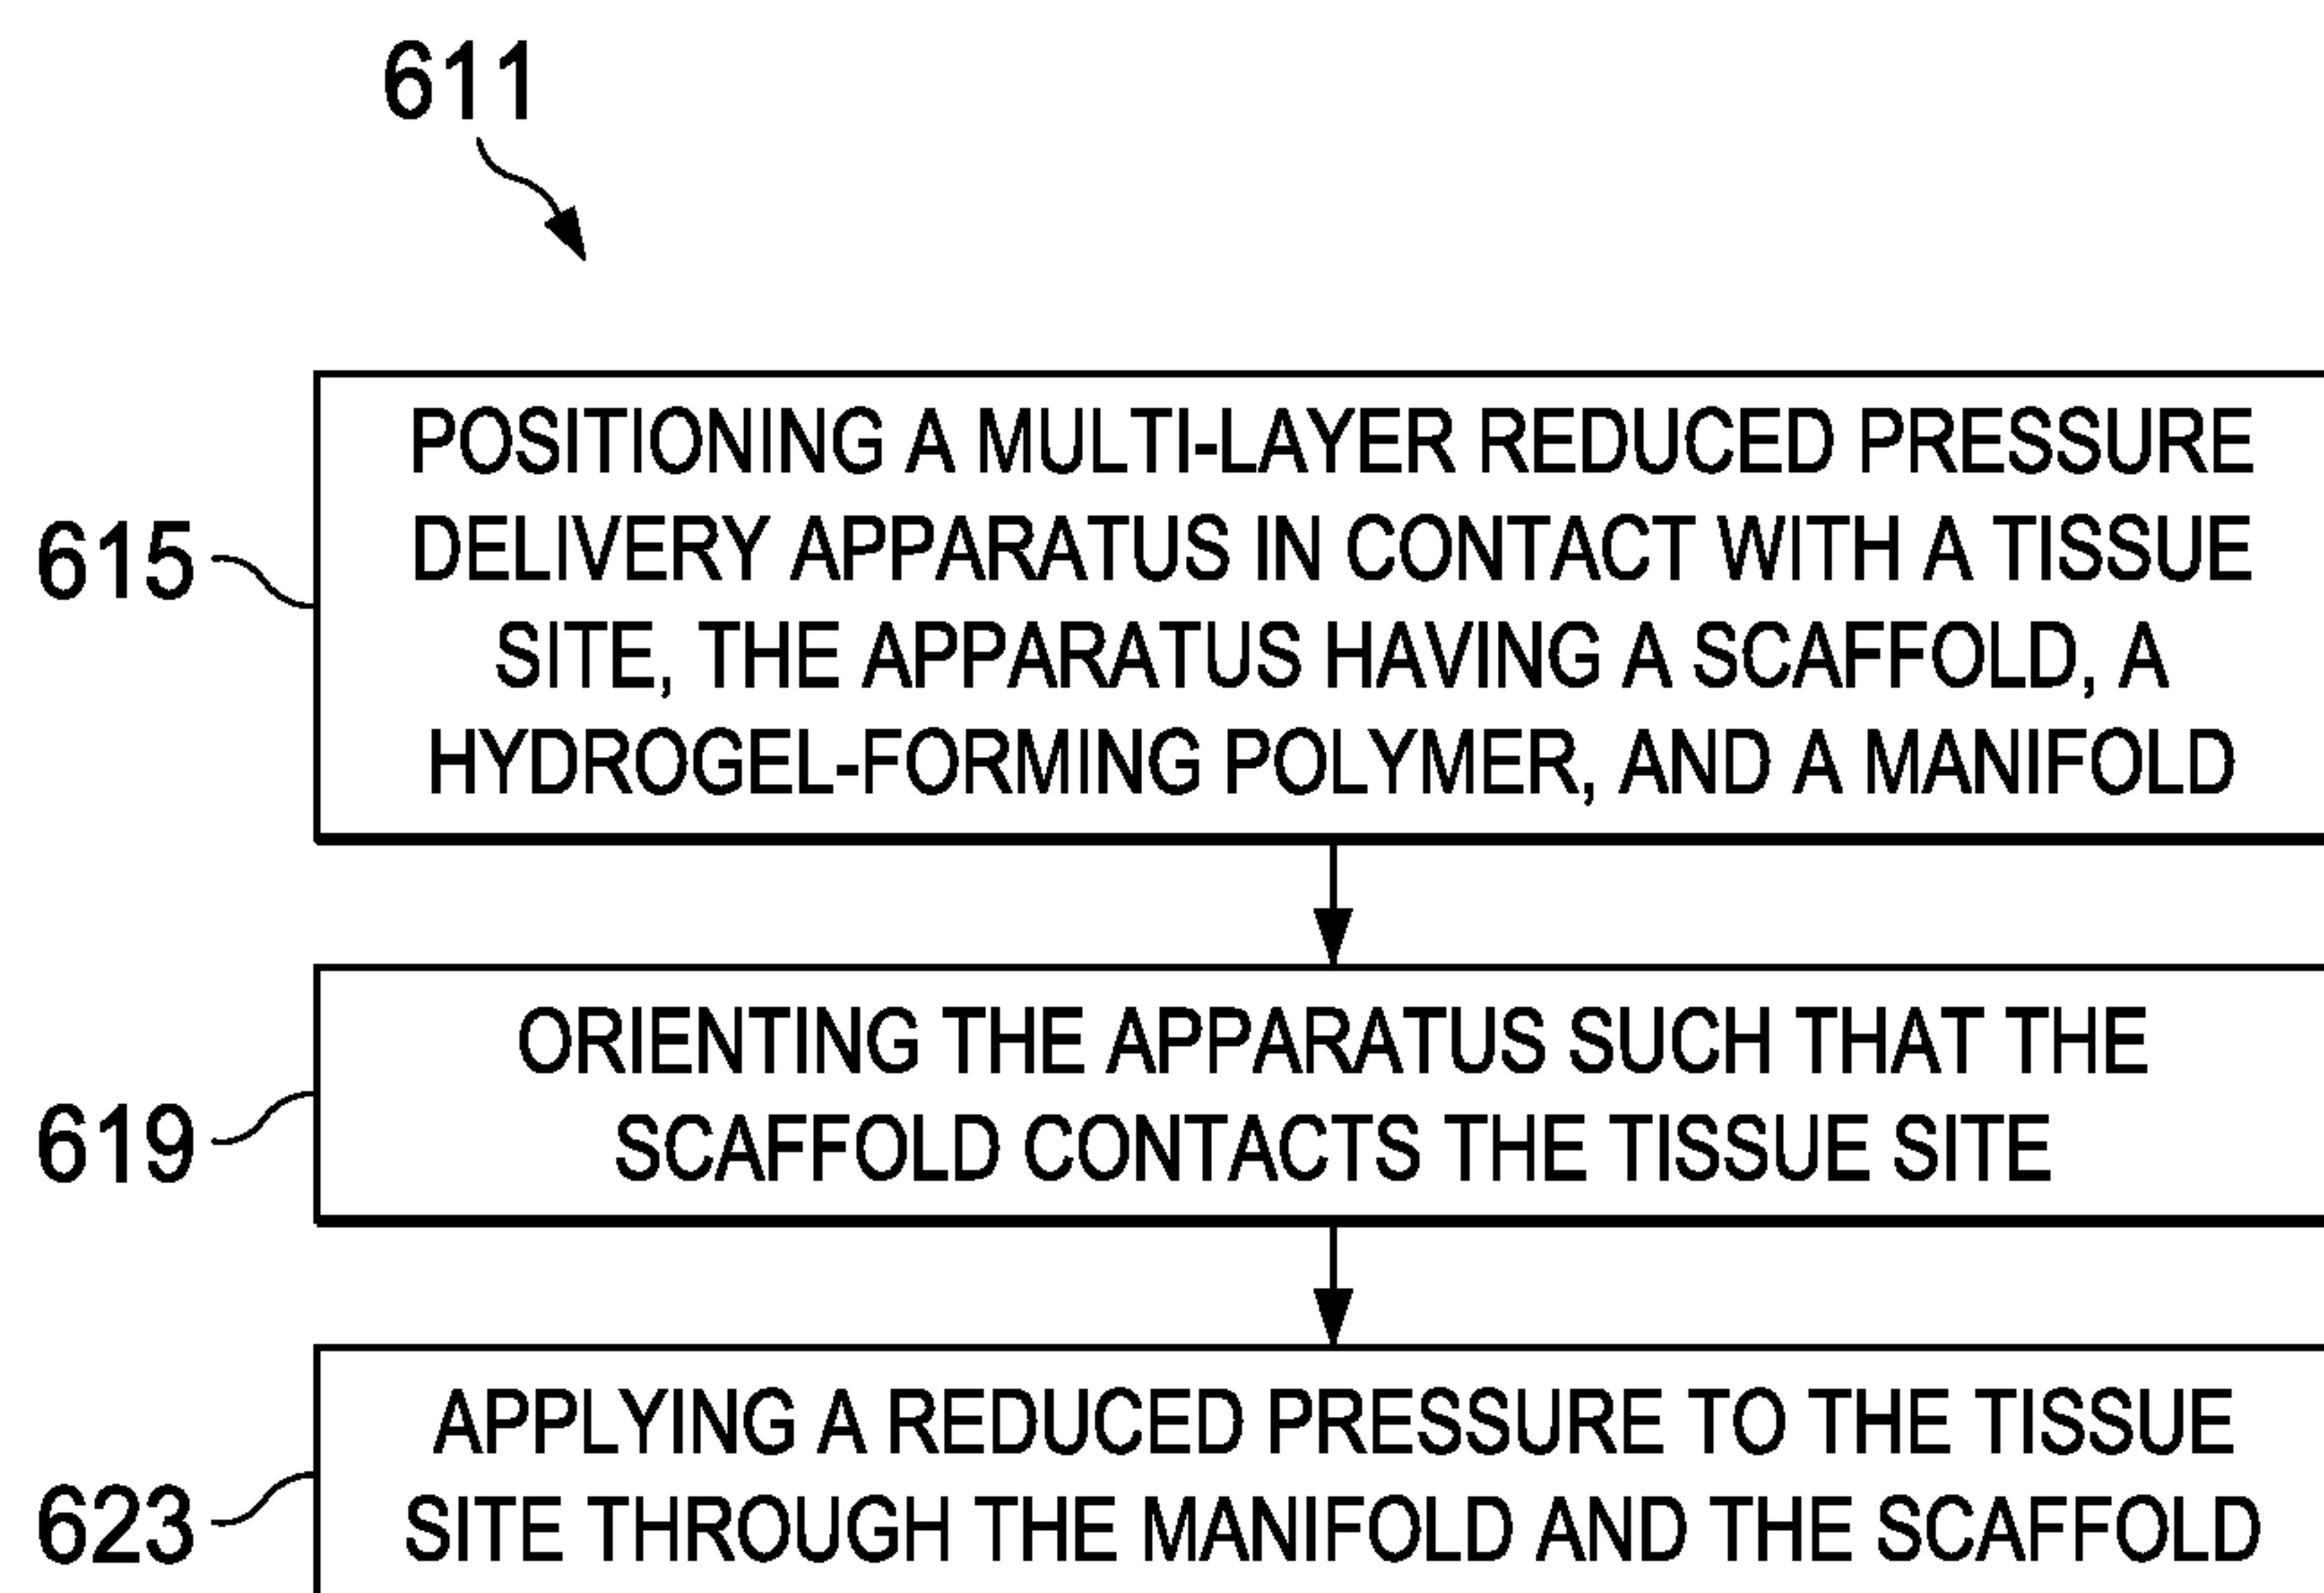 611
615
POSITIONING A MULTI-LAYER REDUCED PRESSURE
DELIVERY APPARATUS IN CONTACT WITH A TISSUE
SITE, THE APPARATUS HAVING A SCAFFOLD, A
HYDROGEL-FORMING POLYMER, AND A MANIFOLD
619
ORIENTING THE APPARATUS SUCH THAT THE
SCAFFOLD CONTACTS THE TISSUE SITE
623
APPLYING A REDUCED PRESSURE TO THE TISSUE
SITE THROUGH THE MANIFOLD AND THE SCAFFOLD